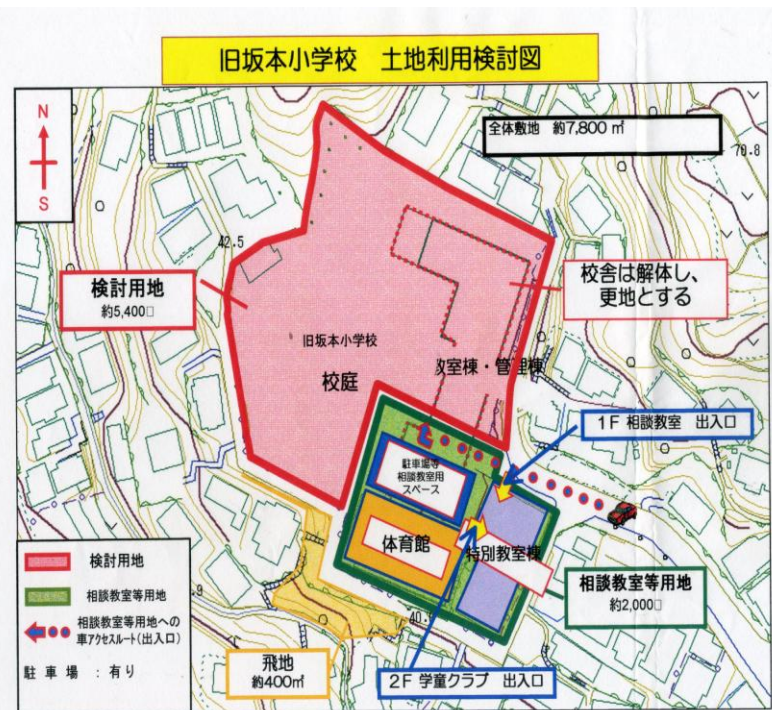 旧坂本小学校 土地利用検討図
N
S
全体敷地 約7,800 ㎡
70.8
42.5
検討用地
約5,400□
校舎は解体し、
更地とする
旧坂本小学校
校庭
教室棟・管理棟
1F 相談教室 出入口
駐車場等
相談教室用
スペース
体育館
特別教室棟
相談教室等用地
約2,000□
検討用地
相談教室等用地
相談教室等用地への
車アクセスルート(出入口)
駐車場 : 有り
飛地
約400㎡
2F 学童クラブ 出入口